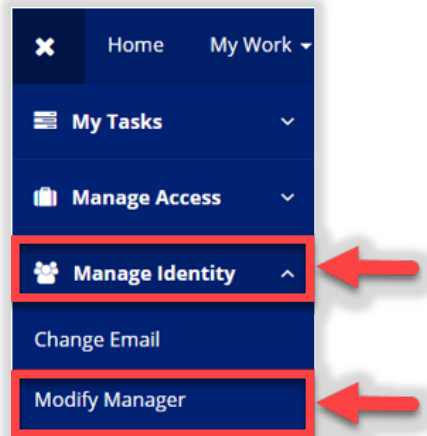 Home My Work
My Tasks
Manage Access
Manage Identity
Change Email
Modify Manager